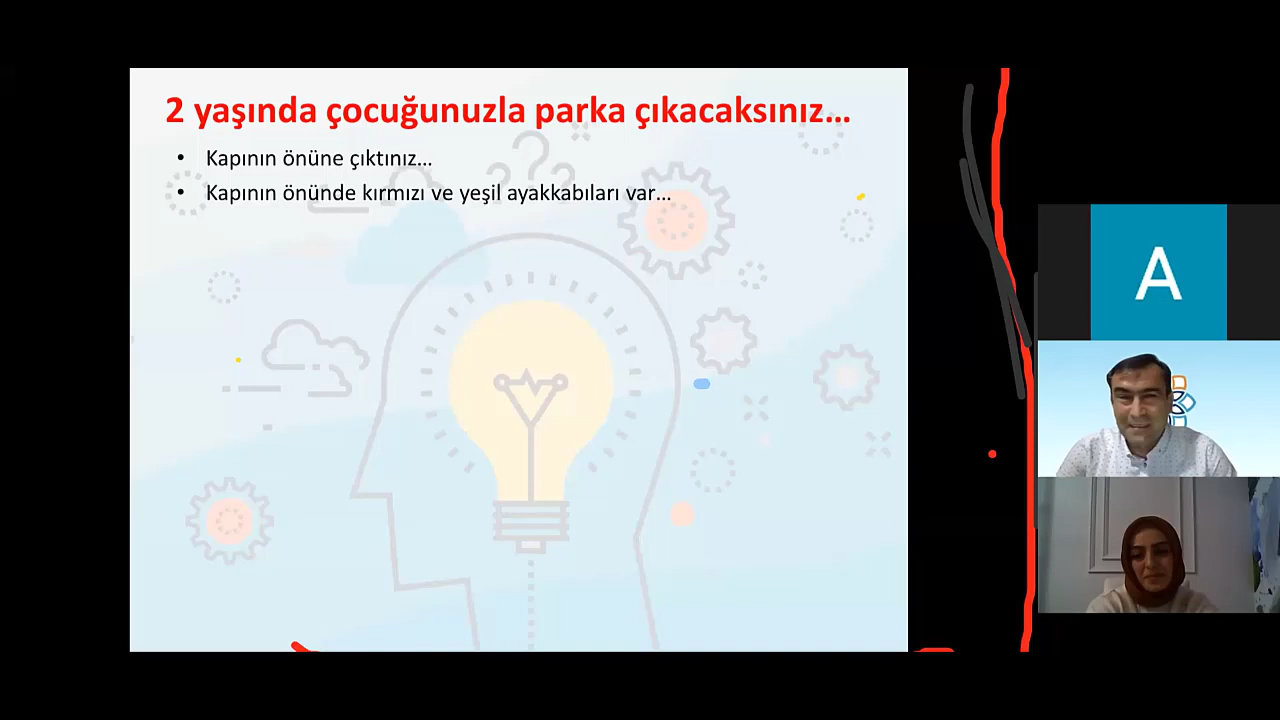 2 yaşında çocuğunuzla parka çıkacaksınız…
• Kapının önüne çıktınız…
• Kapının önünde kırmızı ve yeşil ayakkabıları var…
A